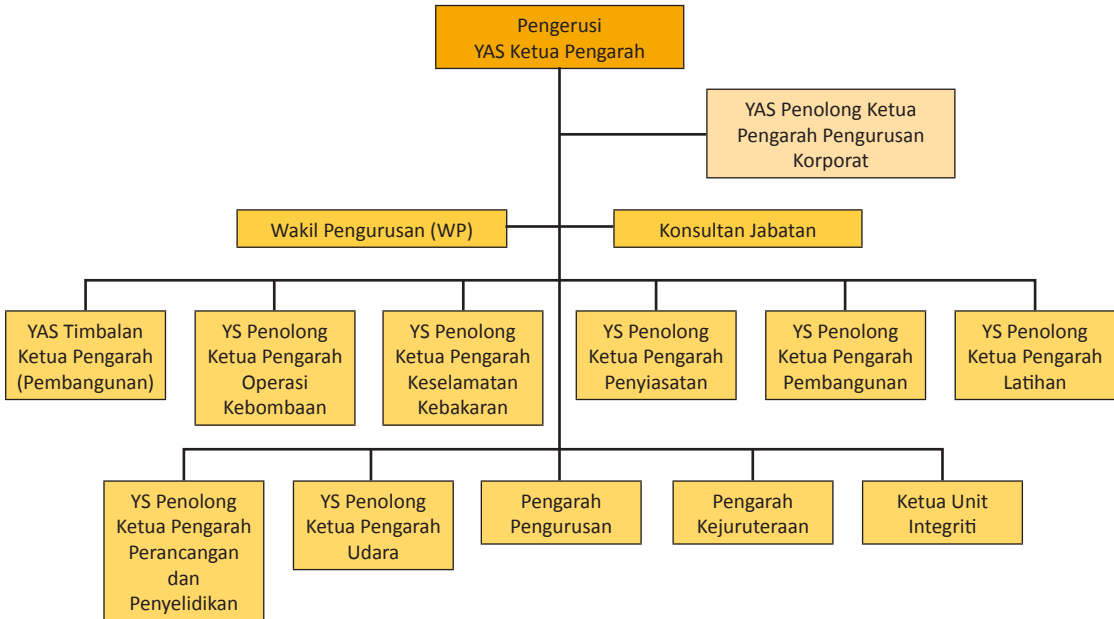 Pengerusi
YAS Ketua Pengarah
YAS Penolong Ketua
Pengarah Pengurusan
Korporat
Wakil Pengurusan (WP)
Konsultan Jabatan
YAS Timbalan
Ketua Pengarah
(Pembangunan)
YS Penolong
Ketua Pengarah
Operasi
Kebombaan
YS Penolong
Ketua Pengarah
Keselamatan
Kebakaran
YS Penolong
Ketua Pengarah
Penyiasatan
YS Penolong
Ketua Pengarah
Pembangunan
YS Penolong
Ketua Pengarah
Latihan
YS Penolong
Ketua Pengarah
Perancangan
dan
Penyelidikan
YS Penolong
Ketua Pengarah
Udara
Pengarah
Pengurusan
Pengarah
Kejuruteraan
Ketua Unit
Integriti